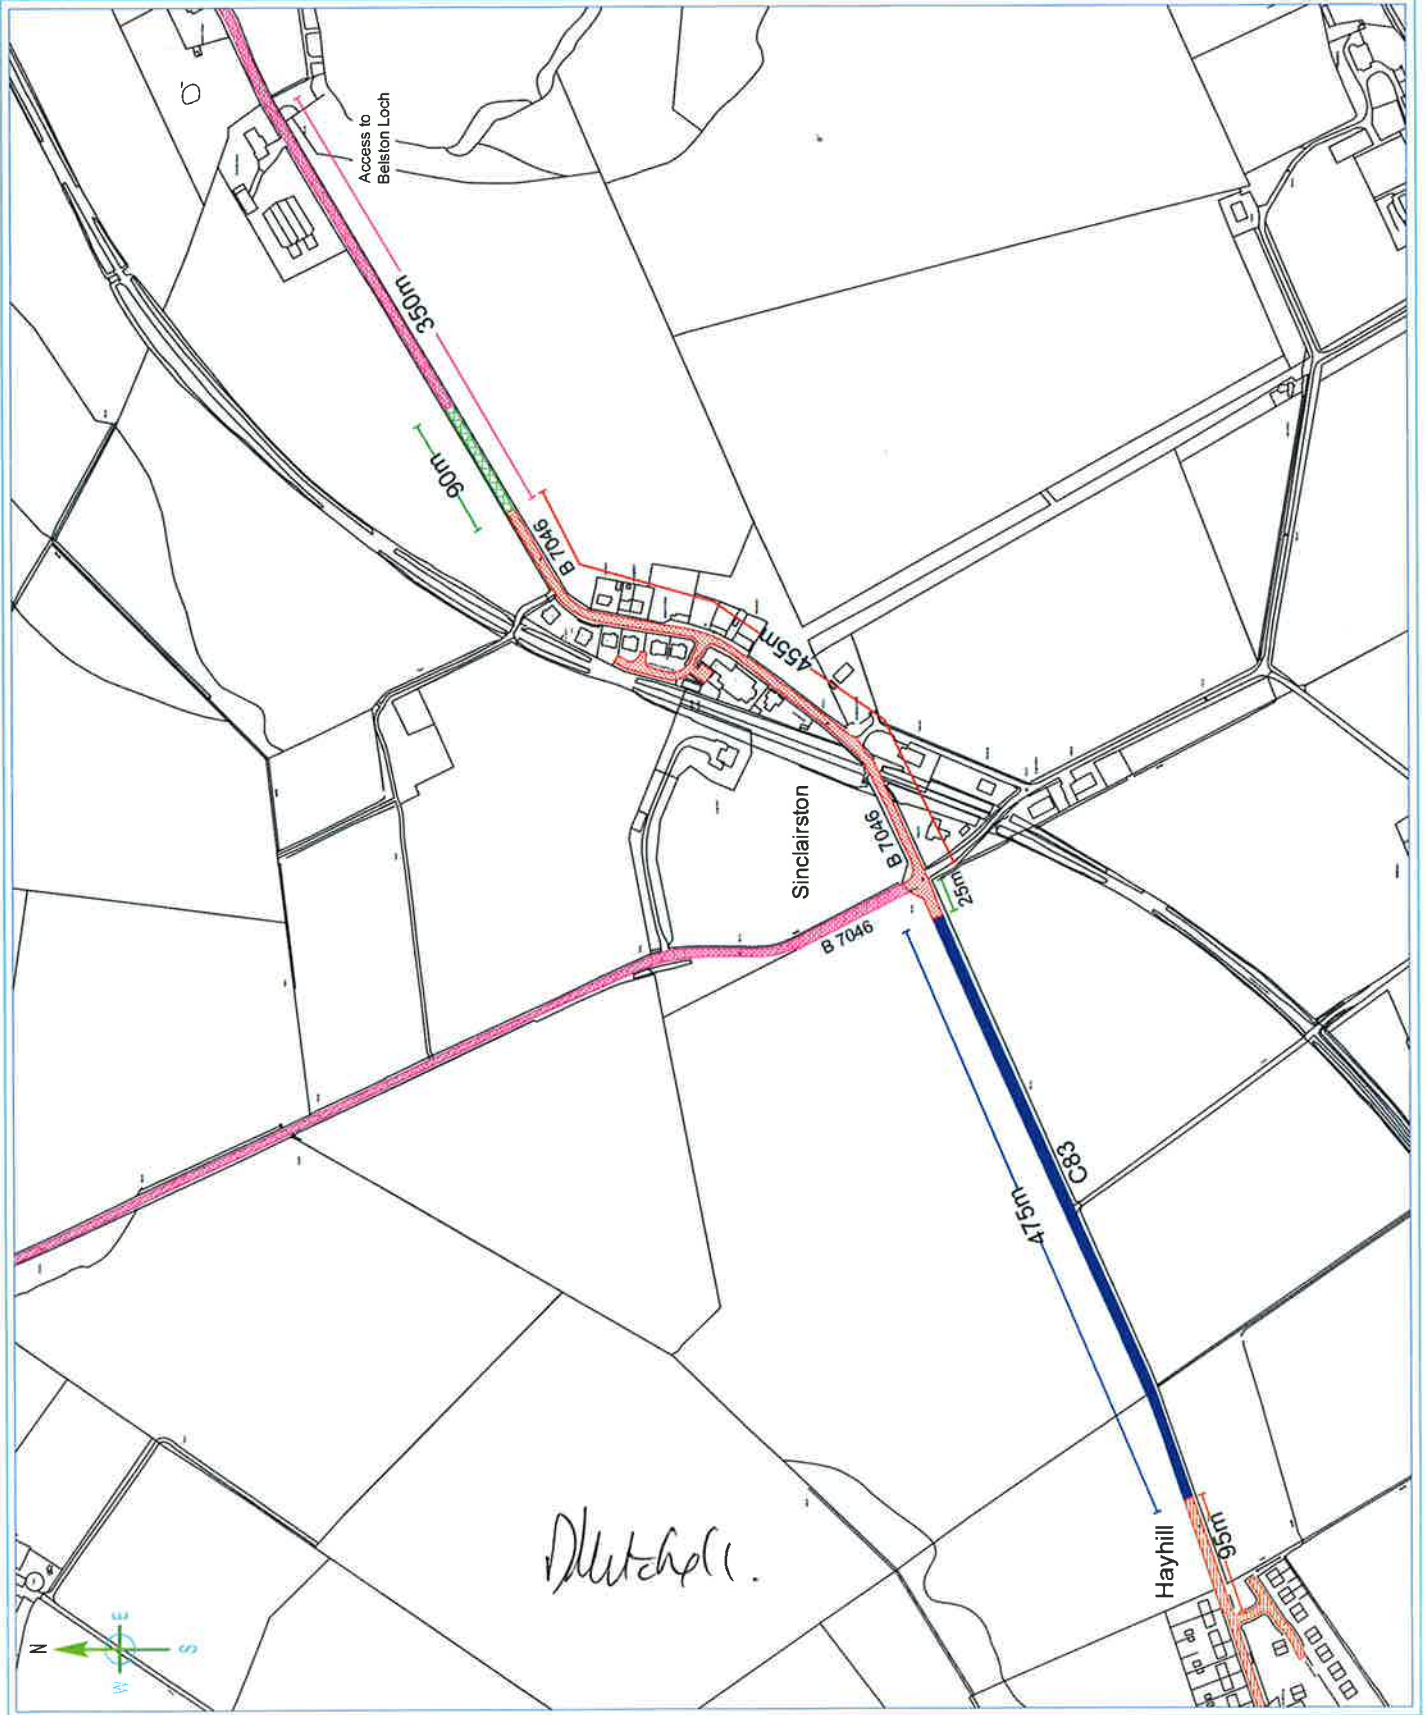 Access to
Belston Loch
350m
90m
B 7046
455m
Sinclairston
B 7046
B 7046
25m
C83
475m
Hayhill
95m
N
W
E
S